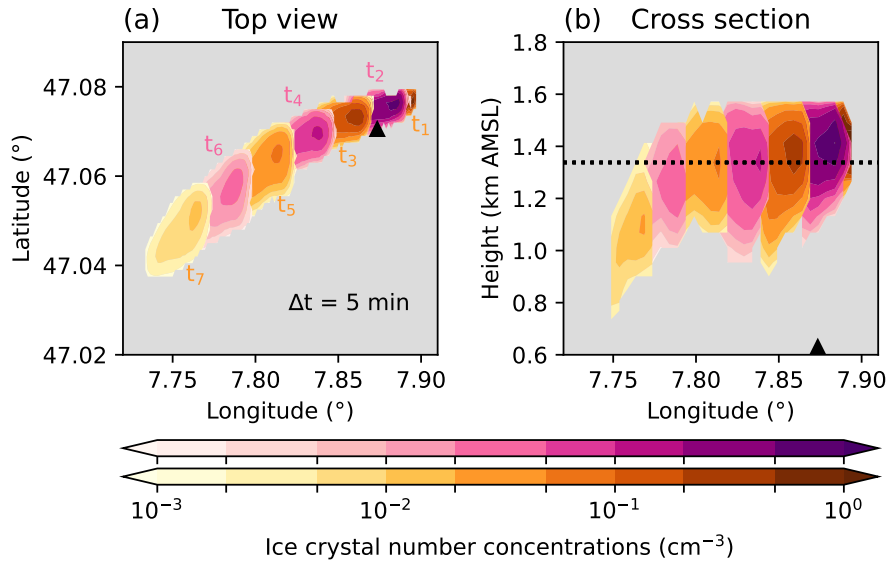 (a) Top view
(b) Cross section
47.08
47.06
47.04
47.02
Latitude (°)
t₂
t₄
t₁
t₃
t₆
t₅
t₇
Δt = 5 min
7.75 7.80 7.85 7.90
Longitude (°)
1.8
1.6
1.4
1.2
1.0
0.8
0.6
Height (km AMSL)
7.75 7.80 7.85 7.90
Longitude (°)
10⁻³ 10⁻² 10⁻¹ 10⁰
Ice crystal number concentrations (cm⁻³)